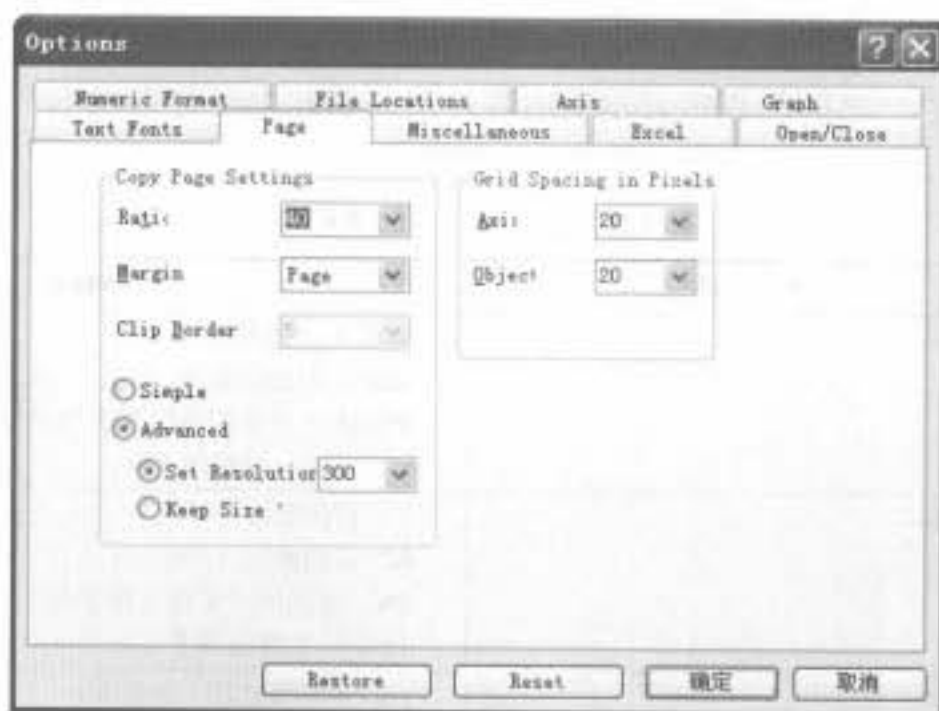 Options
Numeric Format File Locations Axis Graph
Text Fonts Page Miscellaneous Excel Open/Close
Copy Page Settings
Ratio
Margin Page
Clip Border
Simple
Advanced
Set Resolution 300
Keep Size
Grid Spacing in Pixels
Axis 20
Object 20
Restore Reset 确定 取消